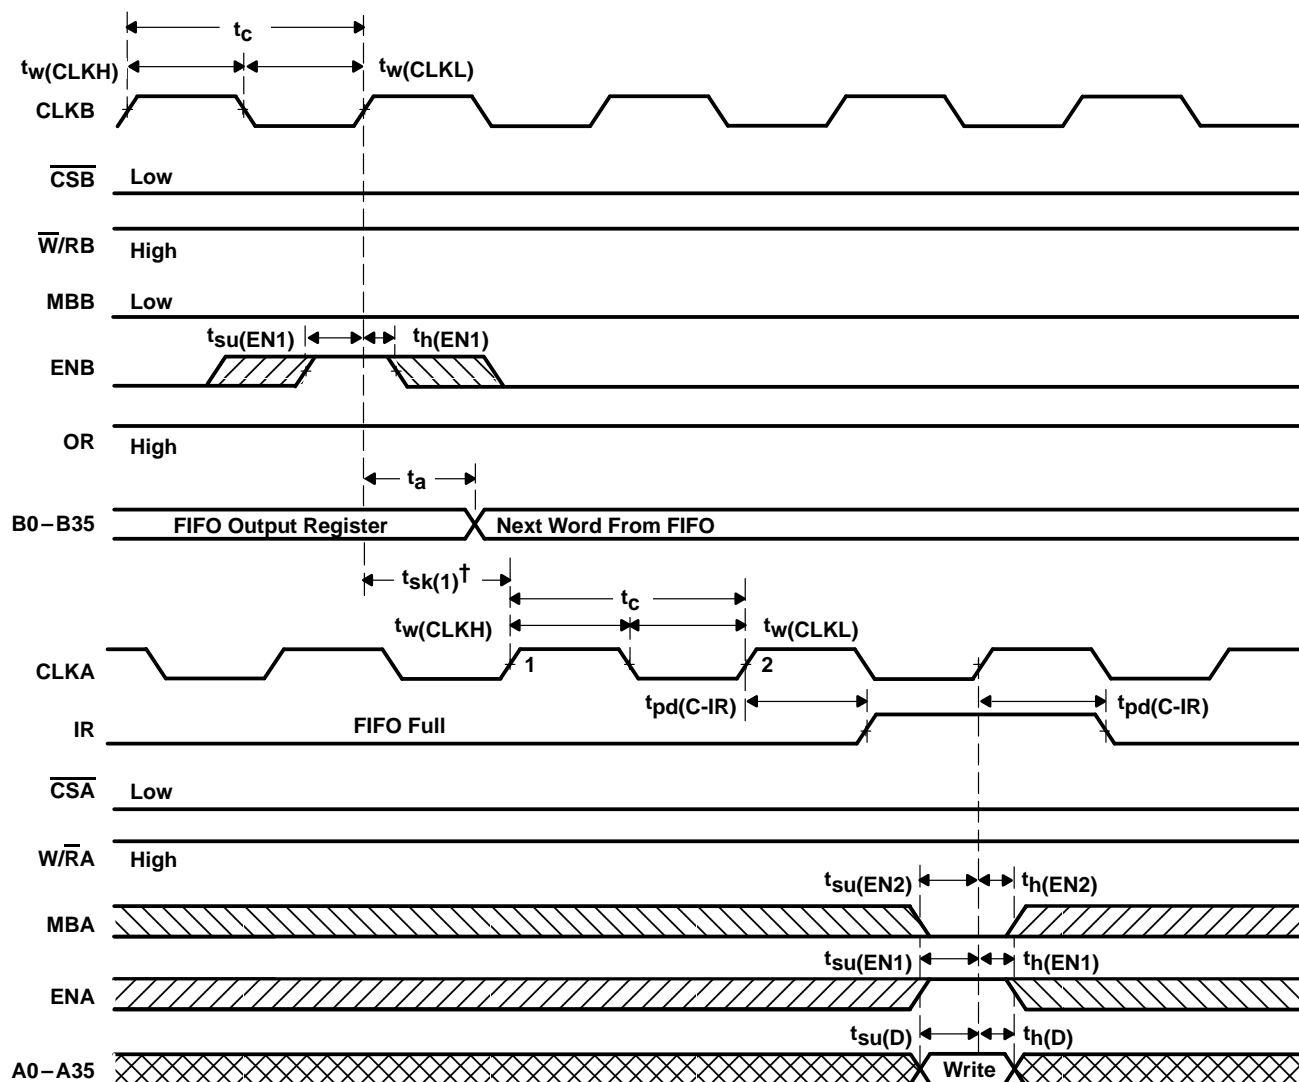 tc
tw(CLKH) tw(CLKL)
CLKB
CSB Low
W/RB High
MBB Low
tsu(EN1) th(EN1)
ENB
OR High
ta
B0–B35 FIFO Output Register Next Word From FIFO
tsk(1)†
tc
tw(CLKH) tw(CLKL)
CLKA 1 2
tpd(C-IR) tpd(C-IR)
IR FIFO Full
CSA Low
W/RA High
tsu(EN2) th(EN2)
MBA
tsu(EN1) th(EN1)
ENA
tsu(D) th(D)
A0–A35 Write